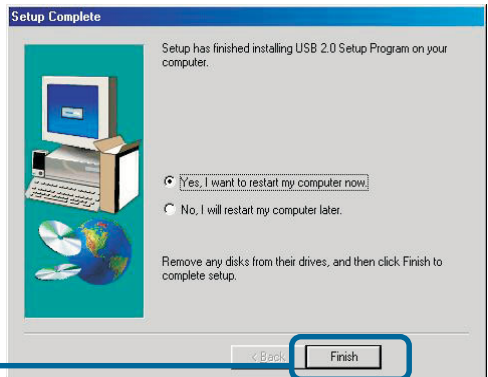 Setup Complete
Setup has finished installing USB 2.0 Setup Program on your
computer.
Yes, I want to restart my computer now.
No, I will restart my computer later.
Remove any disks from their drives, and then click Finish to
complete setup.
< Back
Finish